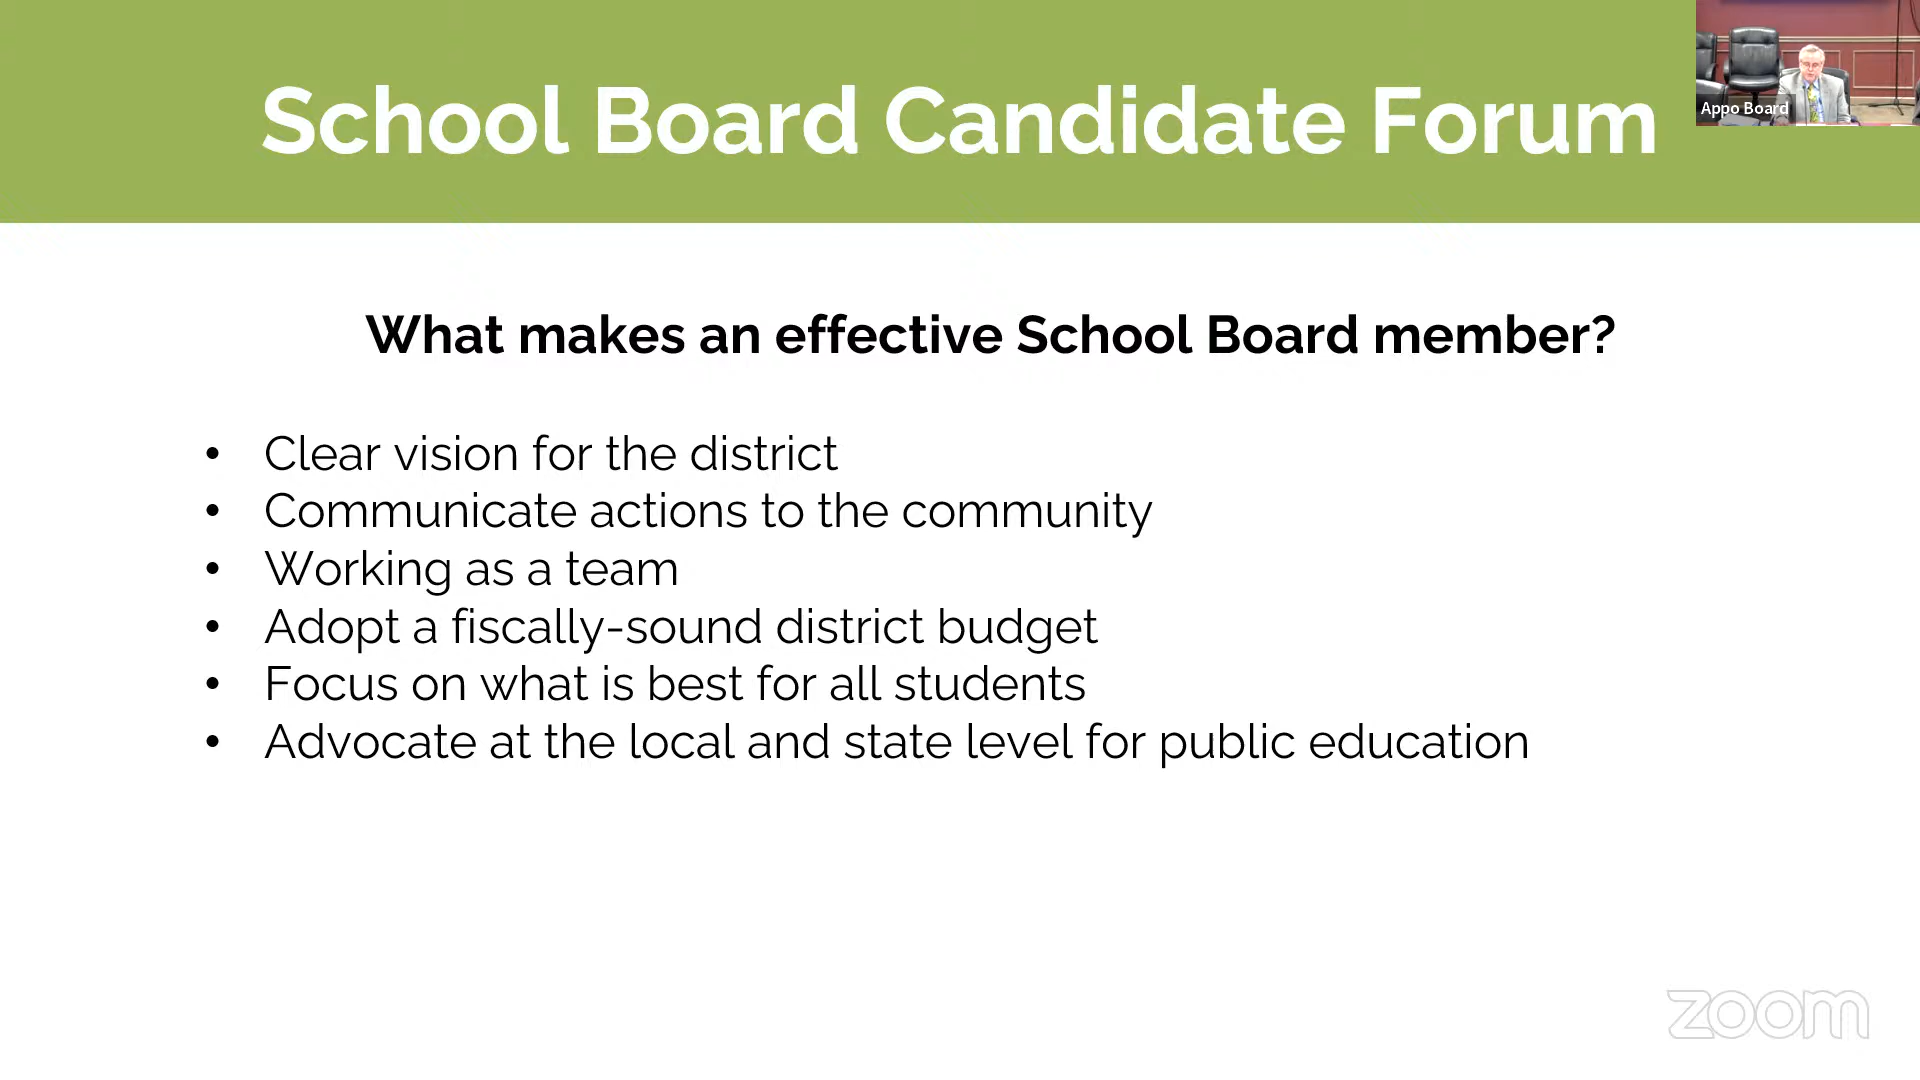 School Board Candidate Forum
Appo Board
What makes an effective School Board member?
• Clear vision for the district
• Communicate actions to the community
• Working as a team
• Adopt a fiscally-sound district budget
• Focus on what is best for all students
• Advocate at the local and state level for public education
zoom